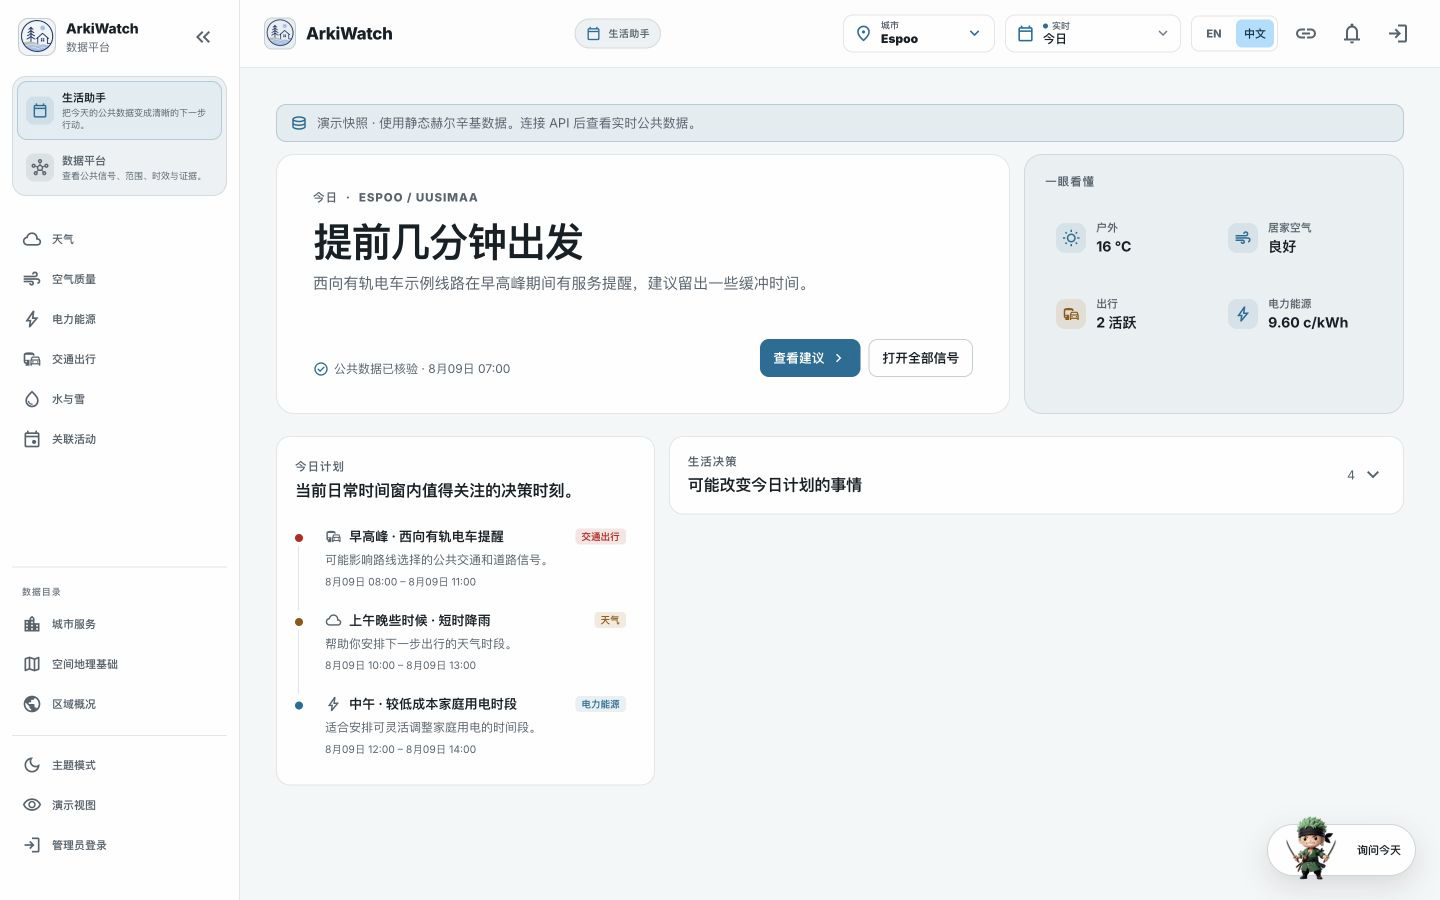 ArkiWatch
数据平台
生活助手
把今天的公共数据变成清晰的下一步
行动。
数据平台
查看公共信号、范围、时效与证据。
天气
空气质量
电力能源
交通出行
水与雪
关联活动
数据目录
城市服务
空间地理基础
区域概况
主题模式
演示视图
管理员登录
ArkiWatch
生活助手
城市
Espoo
实时
今日
EN
中文
演示快照 · 使用静态赫尔辛基数据。连接 API 后查看实时公共数据。
今日 · ESPOO / UUSIMAA
提前几分钟出发
西向有轨电车示例线路在早高峰期间有服务提醒，建议留出一些缓冲时间。
公共数据已核验 · 8月09日 07:00
查看建议
打开全部信号
一眼看懂
户外
16 °C
居家空气
良好
出行
2 活跃
电力能源
9.60 c/kWh
今日计划
当前日常时间窗内值得关注的决策时刻。
早高峰 · 西向有轨电车提醒
交通出行
可能影响路线选择的公共交通和道路信号。
8月09日 08:00 – 8月09日 11:00
上午晚些时候 · 短时降雨
天气
帮助你安排下一步出行的天气时段。
8月09日 10:00 – 8月09日 13:00
中午 · 较低成本家庭用电时段
电力能源
适合安排可灵活调整家庭用电的时间段。
8月09日 12:00 – 8月09日 14:00
生活决策
可能改变今日计划的事情
4
询问今天